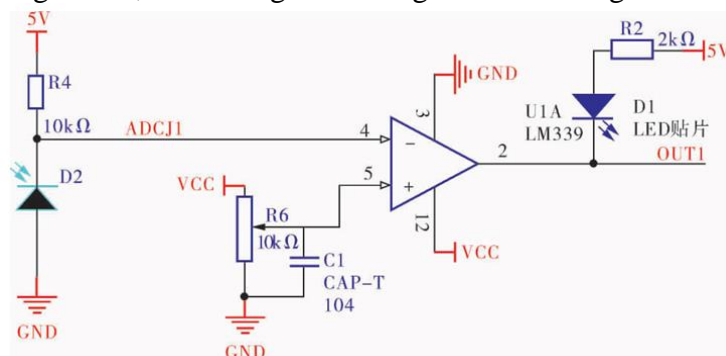 5V
R4
10kΩ
ADCJ1
D2
GND
VCC
R6
10kΩ
C1
CAP-T
104
GND
4
5
3
GND
12
VCC
2
U1A
LM339
R2
2kΩ
5V
D1
LED贴片
OUT1